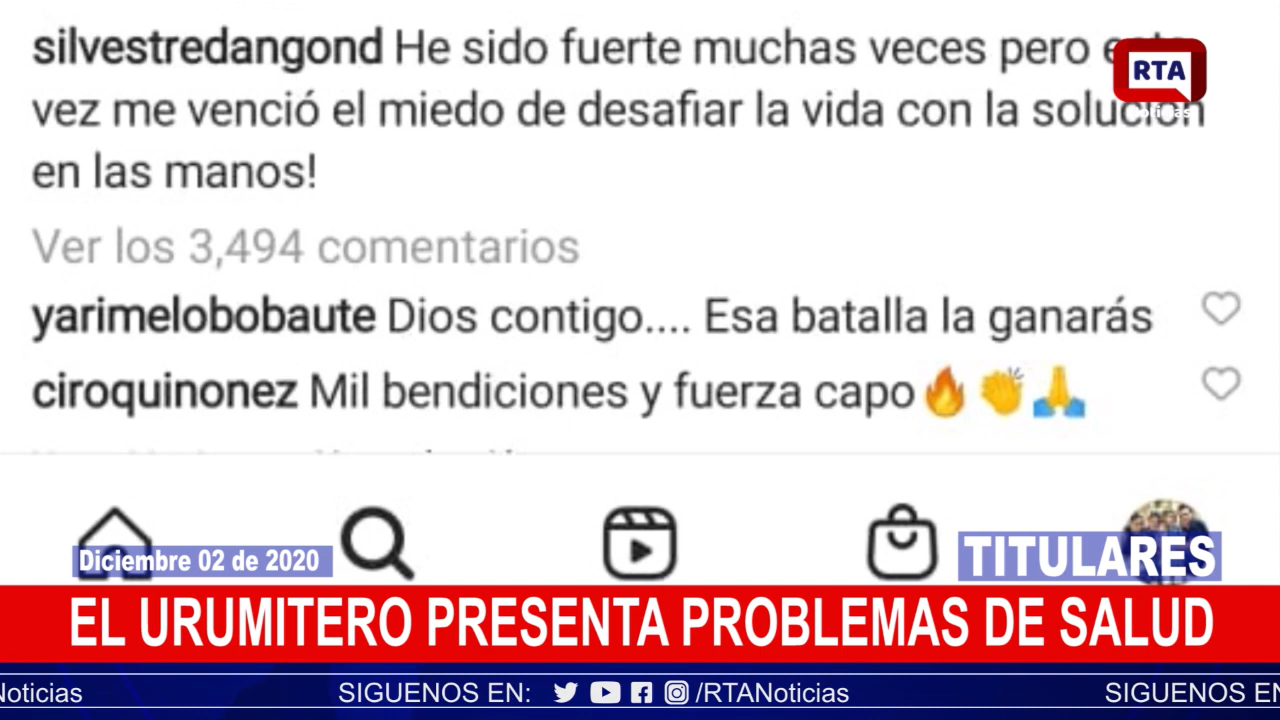 silvestredangond He sido fuerte muchas veces pero
RTA
vez me venció el miedo de desafiar la vida con la solución
en las manos!
Ver los 3,494 comentarios
yarimelobobaute Dios contigo.... Esa batalla la ganarás
ciroquinonez Mil bendiciones y fuerza capo🔥👏🙏
Diciembre 02 de 2020
TITULARES
EL URUMITERO PRESENTA PROBLEMAS DE SALUD
Noticias SIGUENOS EN: /RTANoticias SIGUENOS EN